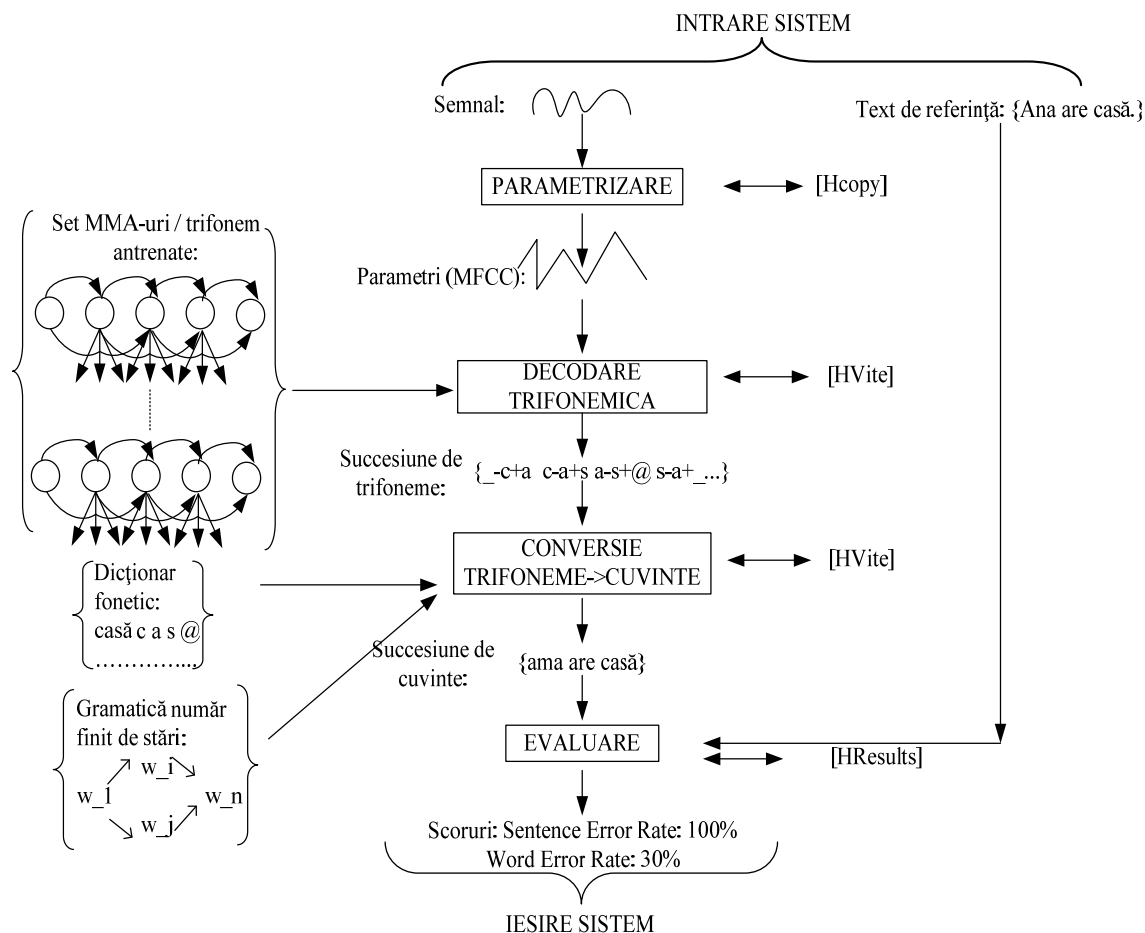 INTRARE SISTEM
Semnal:
Text de referinţă: {Ana are casă.}
PARAMETRIZARE
[Hcopy]
Set MMA-uri / trifonem
antrenate:
Parametri (MFCC):
DECODARE
TRIFONEMICA
[HVite]
Succesiune de
trifoneme:
{_-c+a c-a+s a-s+@ s-a+_...}
CONVERSIE
TRIFONEME->CUVINTE
[HVite]
Dicţionar
fonetic:
casă c a s @
................
Succesiune de
cuvinte:
{ama are casă}
Gramatică număr
finit de stări:
w_i
w_1
w_n
w_j
EVALUARE
[HResults]
Scoruri: Sentence Error Rate: 100%
Word Error Rate: 30%
IESIRE SISTEM